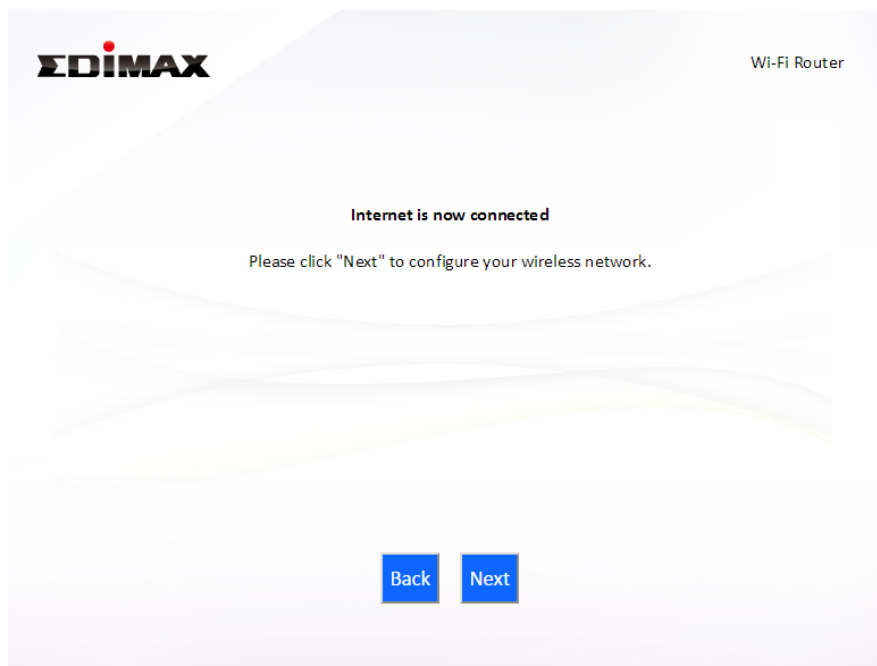 EDIMAX
Wi-Fi Router
Internet is now connected
Please click "Next" to configure your wireless network.
Back Next